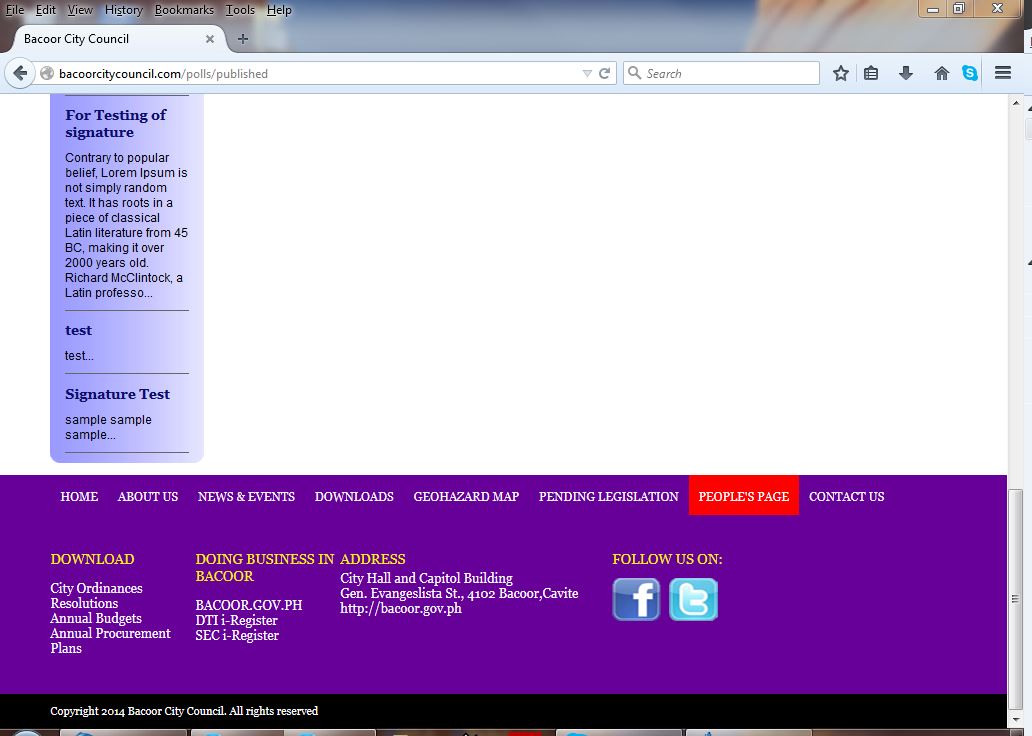 File Edit View History Bookmarks Tools Help
Bacoor City Council
bacoorcitycouncil.com/polls/published
Search
For Testing of
signature
Contrary to popular
belief, Lorem Ipsum is
not simply random
text. It has roots in a
piece of classical
Latin literature from 45
BC, making it over
2000 years old.
Richard McClintock, a
Latin professo...
test
test...
Signature Test
sample sample
sample...
HOME ABOUT US NEWS & EVENTS DOWNLOADS GEOHAZARD MAP PENDING LEGISLATION PEOPLE'S PAGE CONTACT US
DOWNLOAD
City Ordinances
Resolutions
Annual Budgets
Annual Procurement
Plans
DOING BUSINESS IN
BACOOR
BACOOR.GOV.PH
DTI i-Register
SEC i-Register
ADDRESS
City Hall and Capitol Building
Gen. Evangeslista St., 4102 Bacoor,Cavite
http://bacoor.gov.ph
FOLLOW US ON:
Copyright 2014 Bacoor City Council. All rights reserved